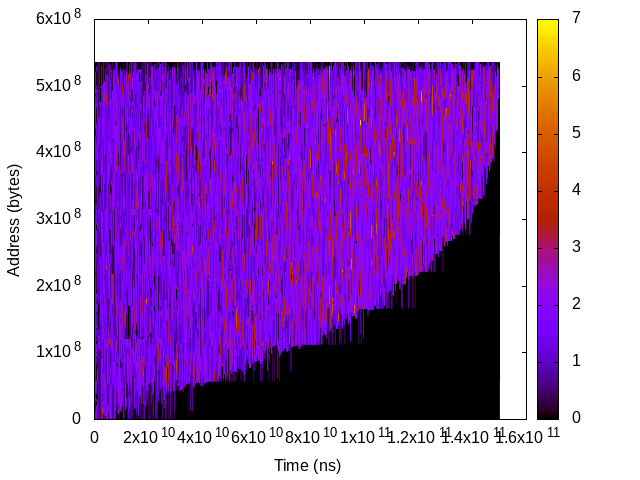 6x10^8
5x10^8
4x10^8
3x10^8
2x10^8
1x10^8
0
Address (bytes)
0 2x10^10 4x10^10 6x10^10 8x10^10 1x10^11 1.2x10^11 1.4x10^11 1.6x10^11
Time (ns)
7
6
5
4
3
2
1
0